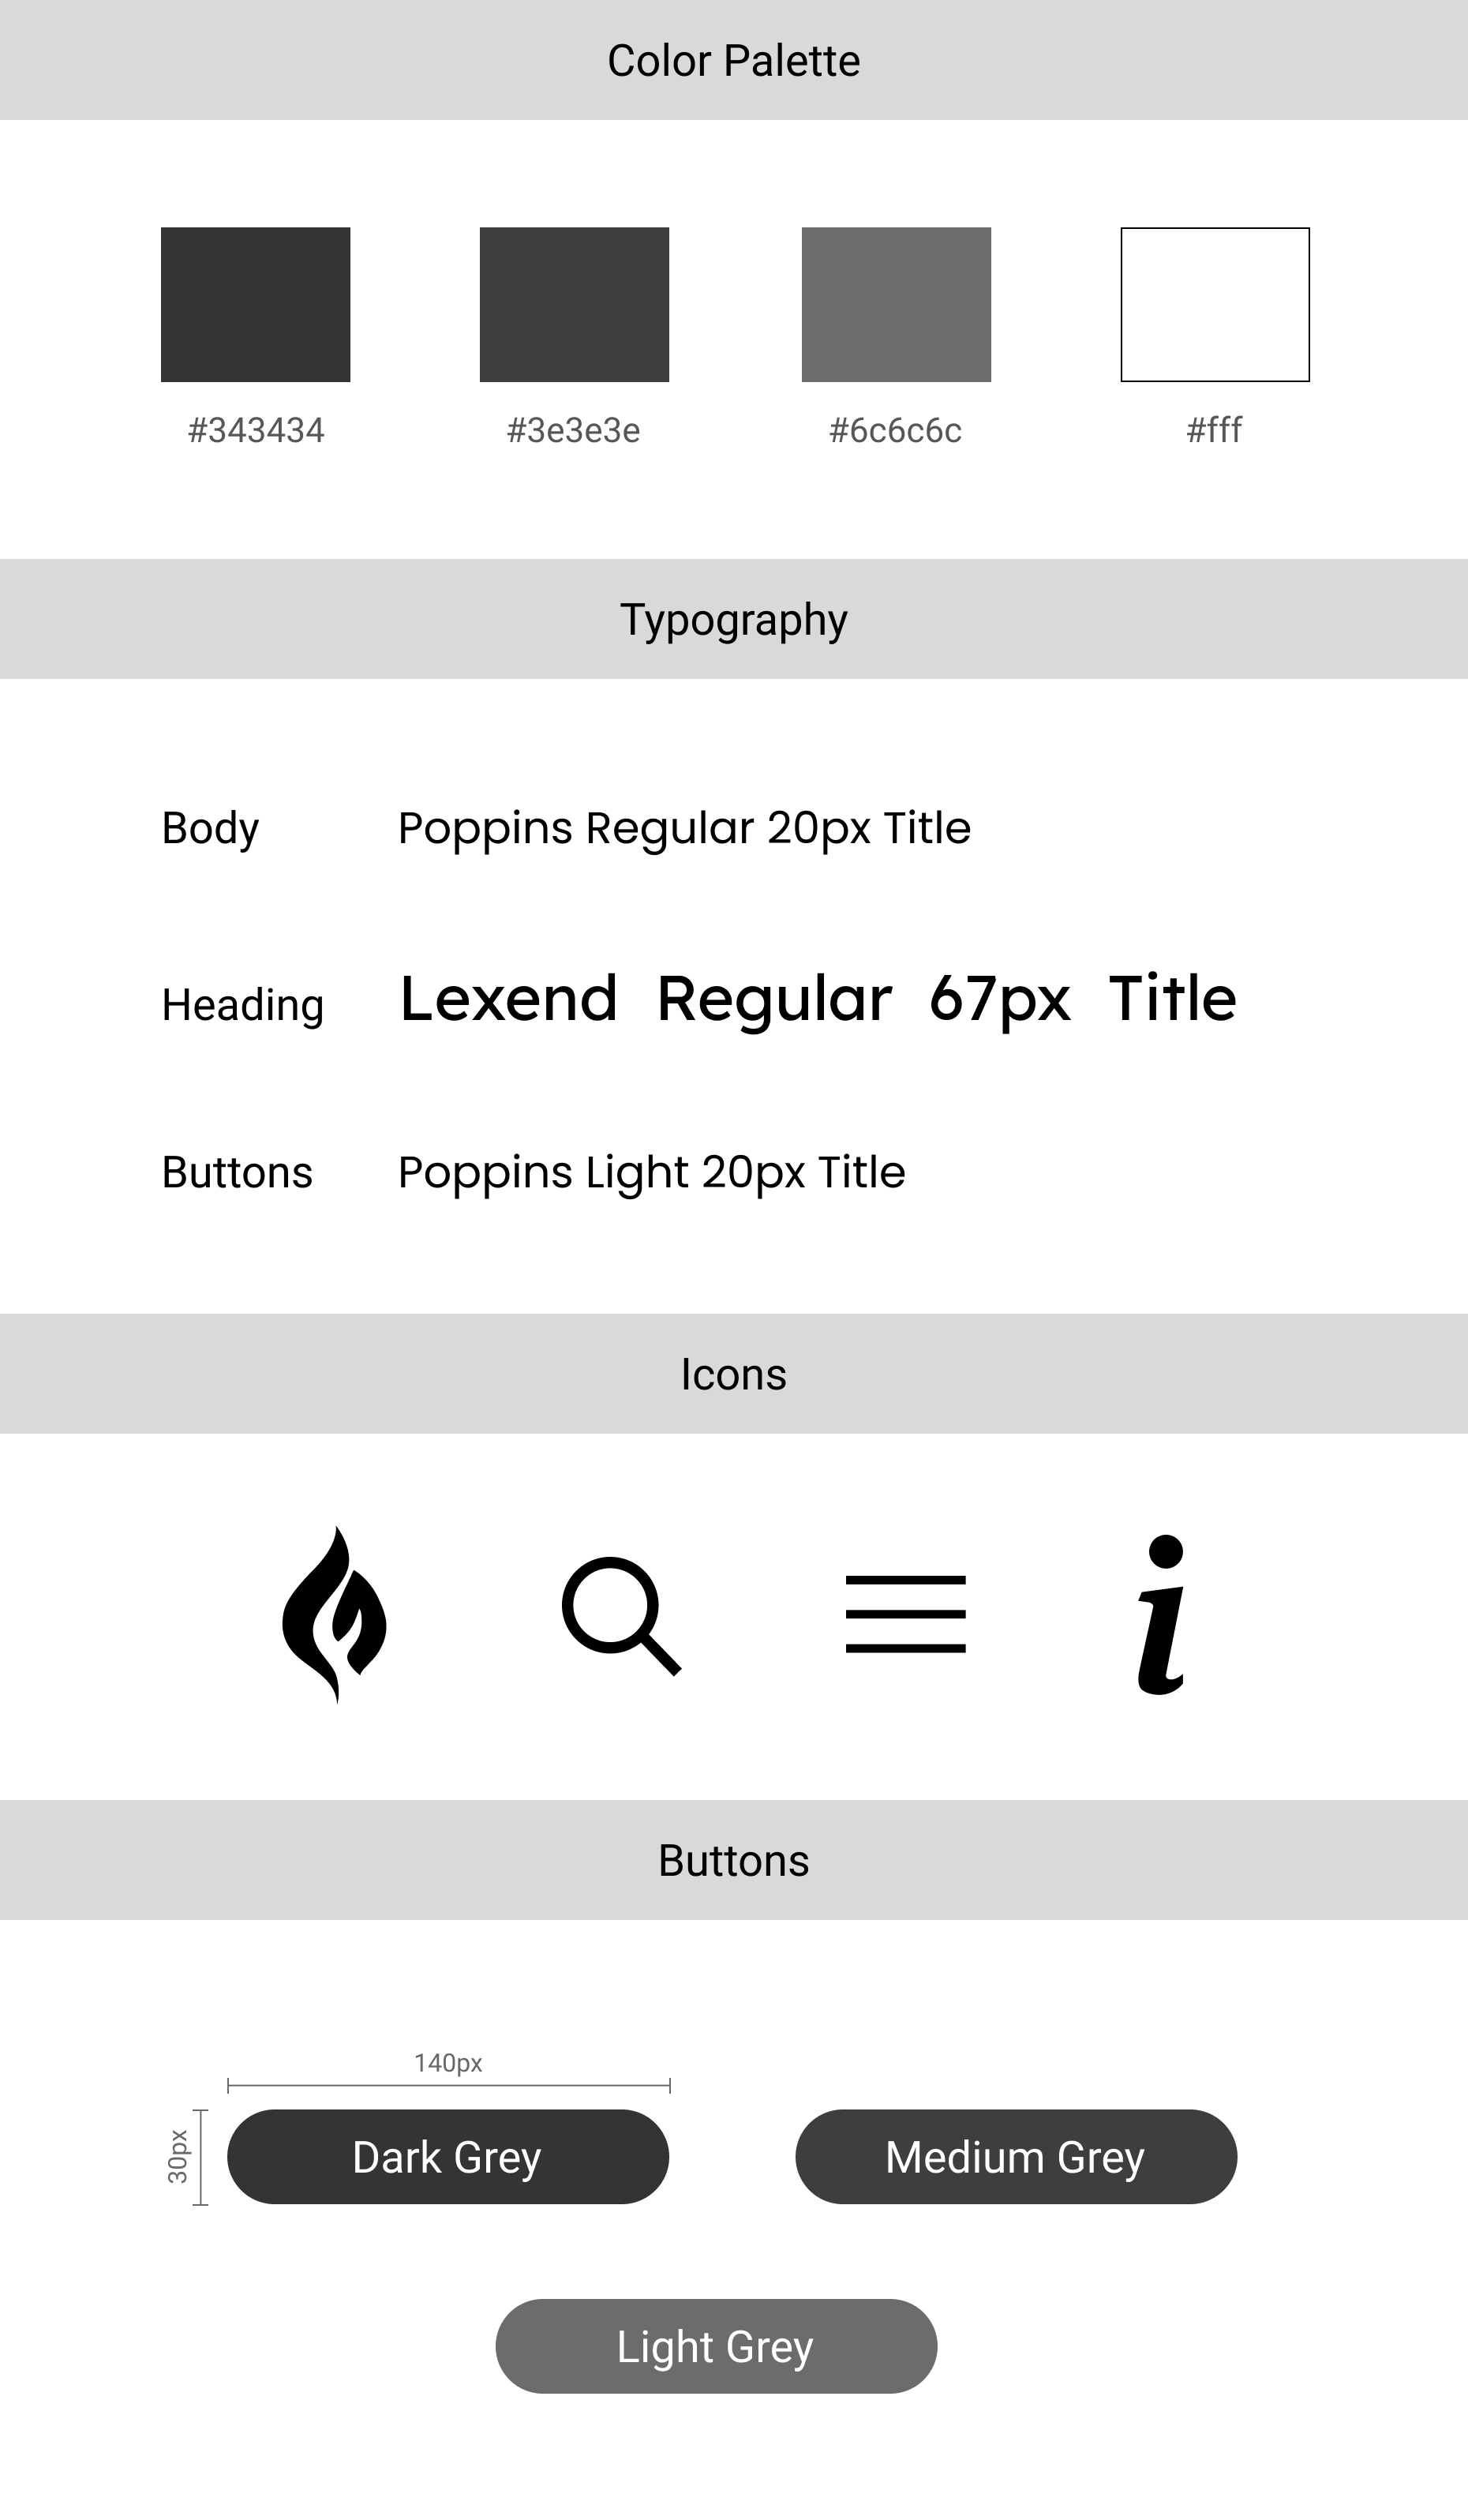 Color Palette
#343434 #3e3e3e #6c6c6c #fff
Typography
Body Poppins Regular 20px Title
Heading Lexend Regular 67px Title
Buttons Poppins Light 20px Title
Icons
i
Buttons
140px
30px
Dark Grey Medium Grey
Light Grey